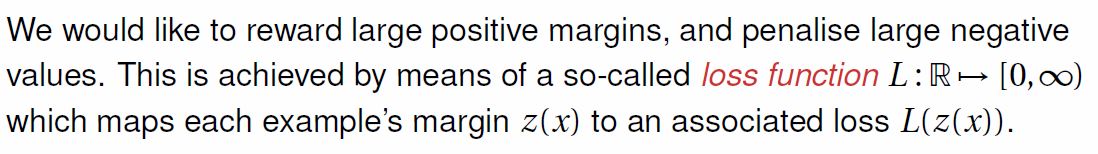 We would like to reward large positive margins, and penalise large negative
values. This is achieved by means of a so-called loss function L : ℝ ↦ [0,∞)
which maps each example's margin z(x) to an associated loss L(z(x)).